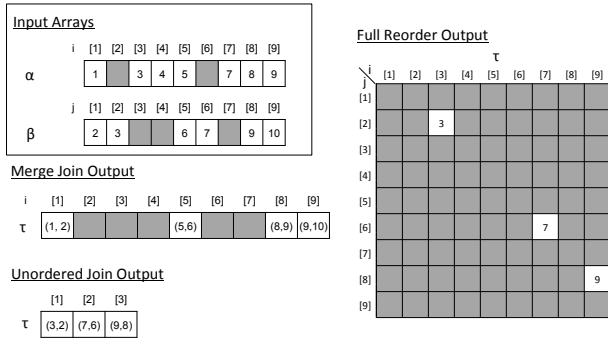 Input Arrays
i [1] [2] [3] [4] [5] [6] [7] [8] [9]
α 1 3 4 5 7 8 9
j [1] [2] [3] [4] [5] [6] [7] [8] [9]
β 2 3 6 7 9 10
Merge Join Output
i [1] [2] [3] [4] [5] [6] [7] [8] [9]
τ (1, 2) (5,6) (8,9) (9,10)
Unordered Join Output
[1] [2] [3]
τ (3,2) (7,6) (9,8)
Full Reorder Output
τ
i [1] [2] [3] [4] [5] [6] [7] [8] [9]
j
[1]
[2] 3
[3]
[4]
[5]
[6] 7
[7]
[8] 9
[9]